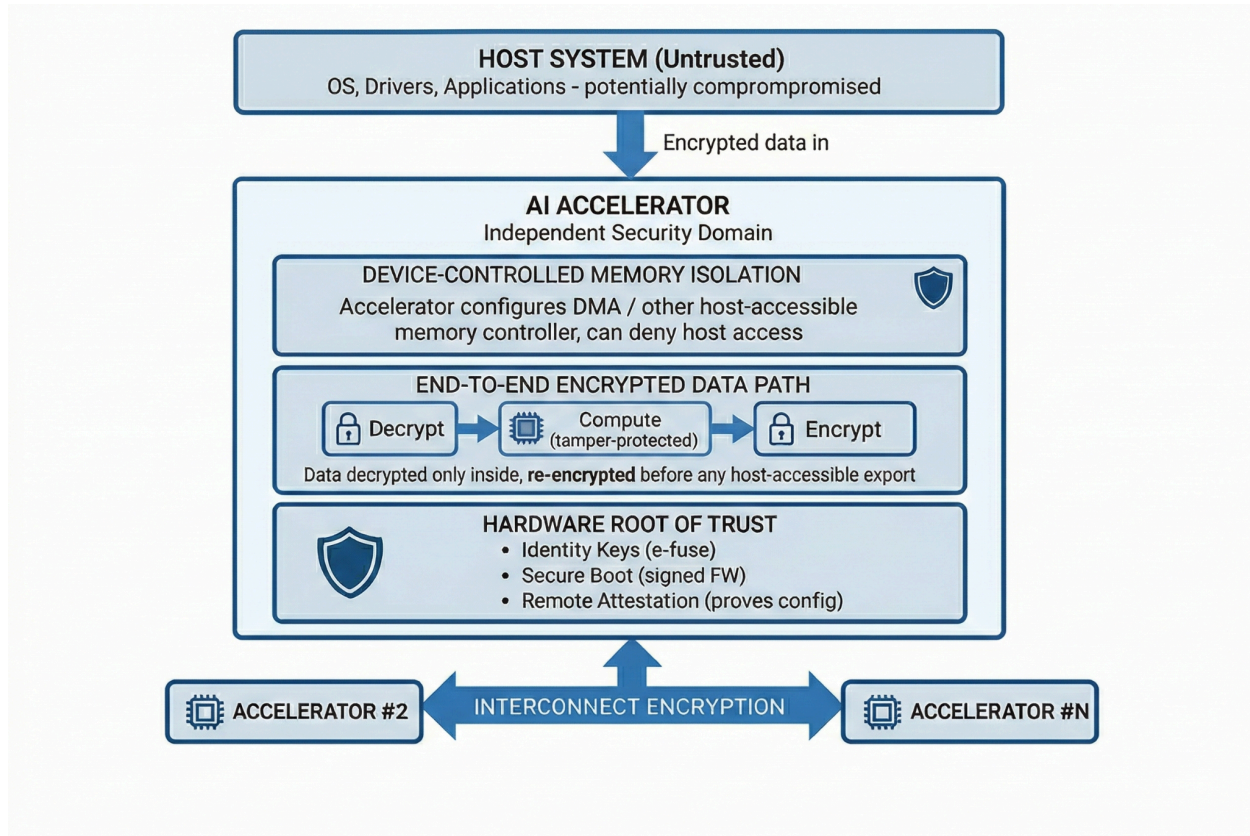 HOST SYSTEM (Untrusted)
OS, Drivers, Applications - potentially comprompromised
Encrypted data in
AI ACCELERATOR
Independent Security Domain
DEVICE-CONTROLLED MEMORY ISOLATION
Accelerator configures DMA / other host-accessible
memory controller, can deny host access
END-TO-END ENCRYPTED DATA PATH
Decrypt
Compute
(tamper-protected)
Encrypt
Data decrypted only inside, re-encrypted before any host-accessible export
HARDWARE ROOT OF TRUST
• Identity Keys (e-fuse)
• Secure Boot (signed FW)
• Remote Attestation (proves config)
ACCELERATOR #2
INTERCONNECT ENCRYPTION
ACCELERATOR #N